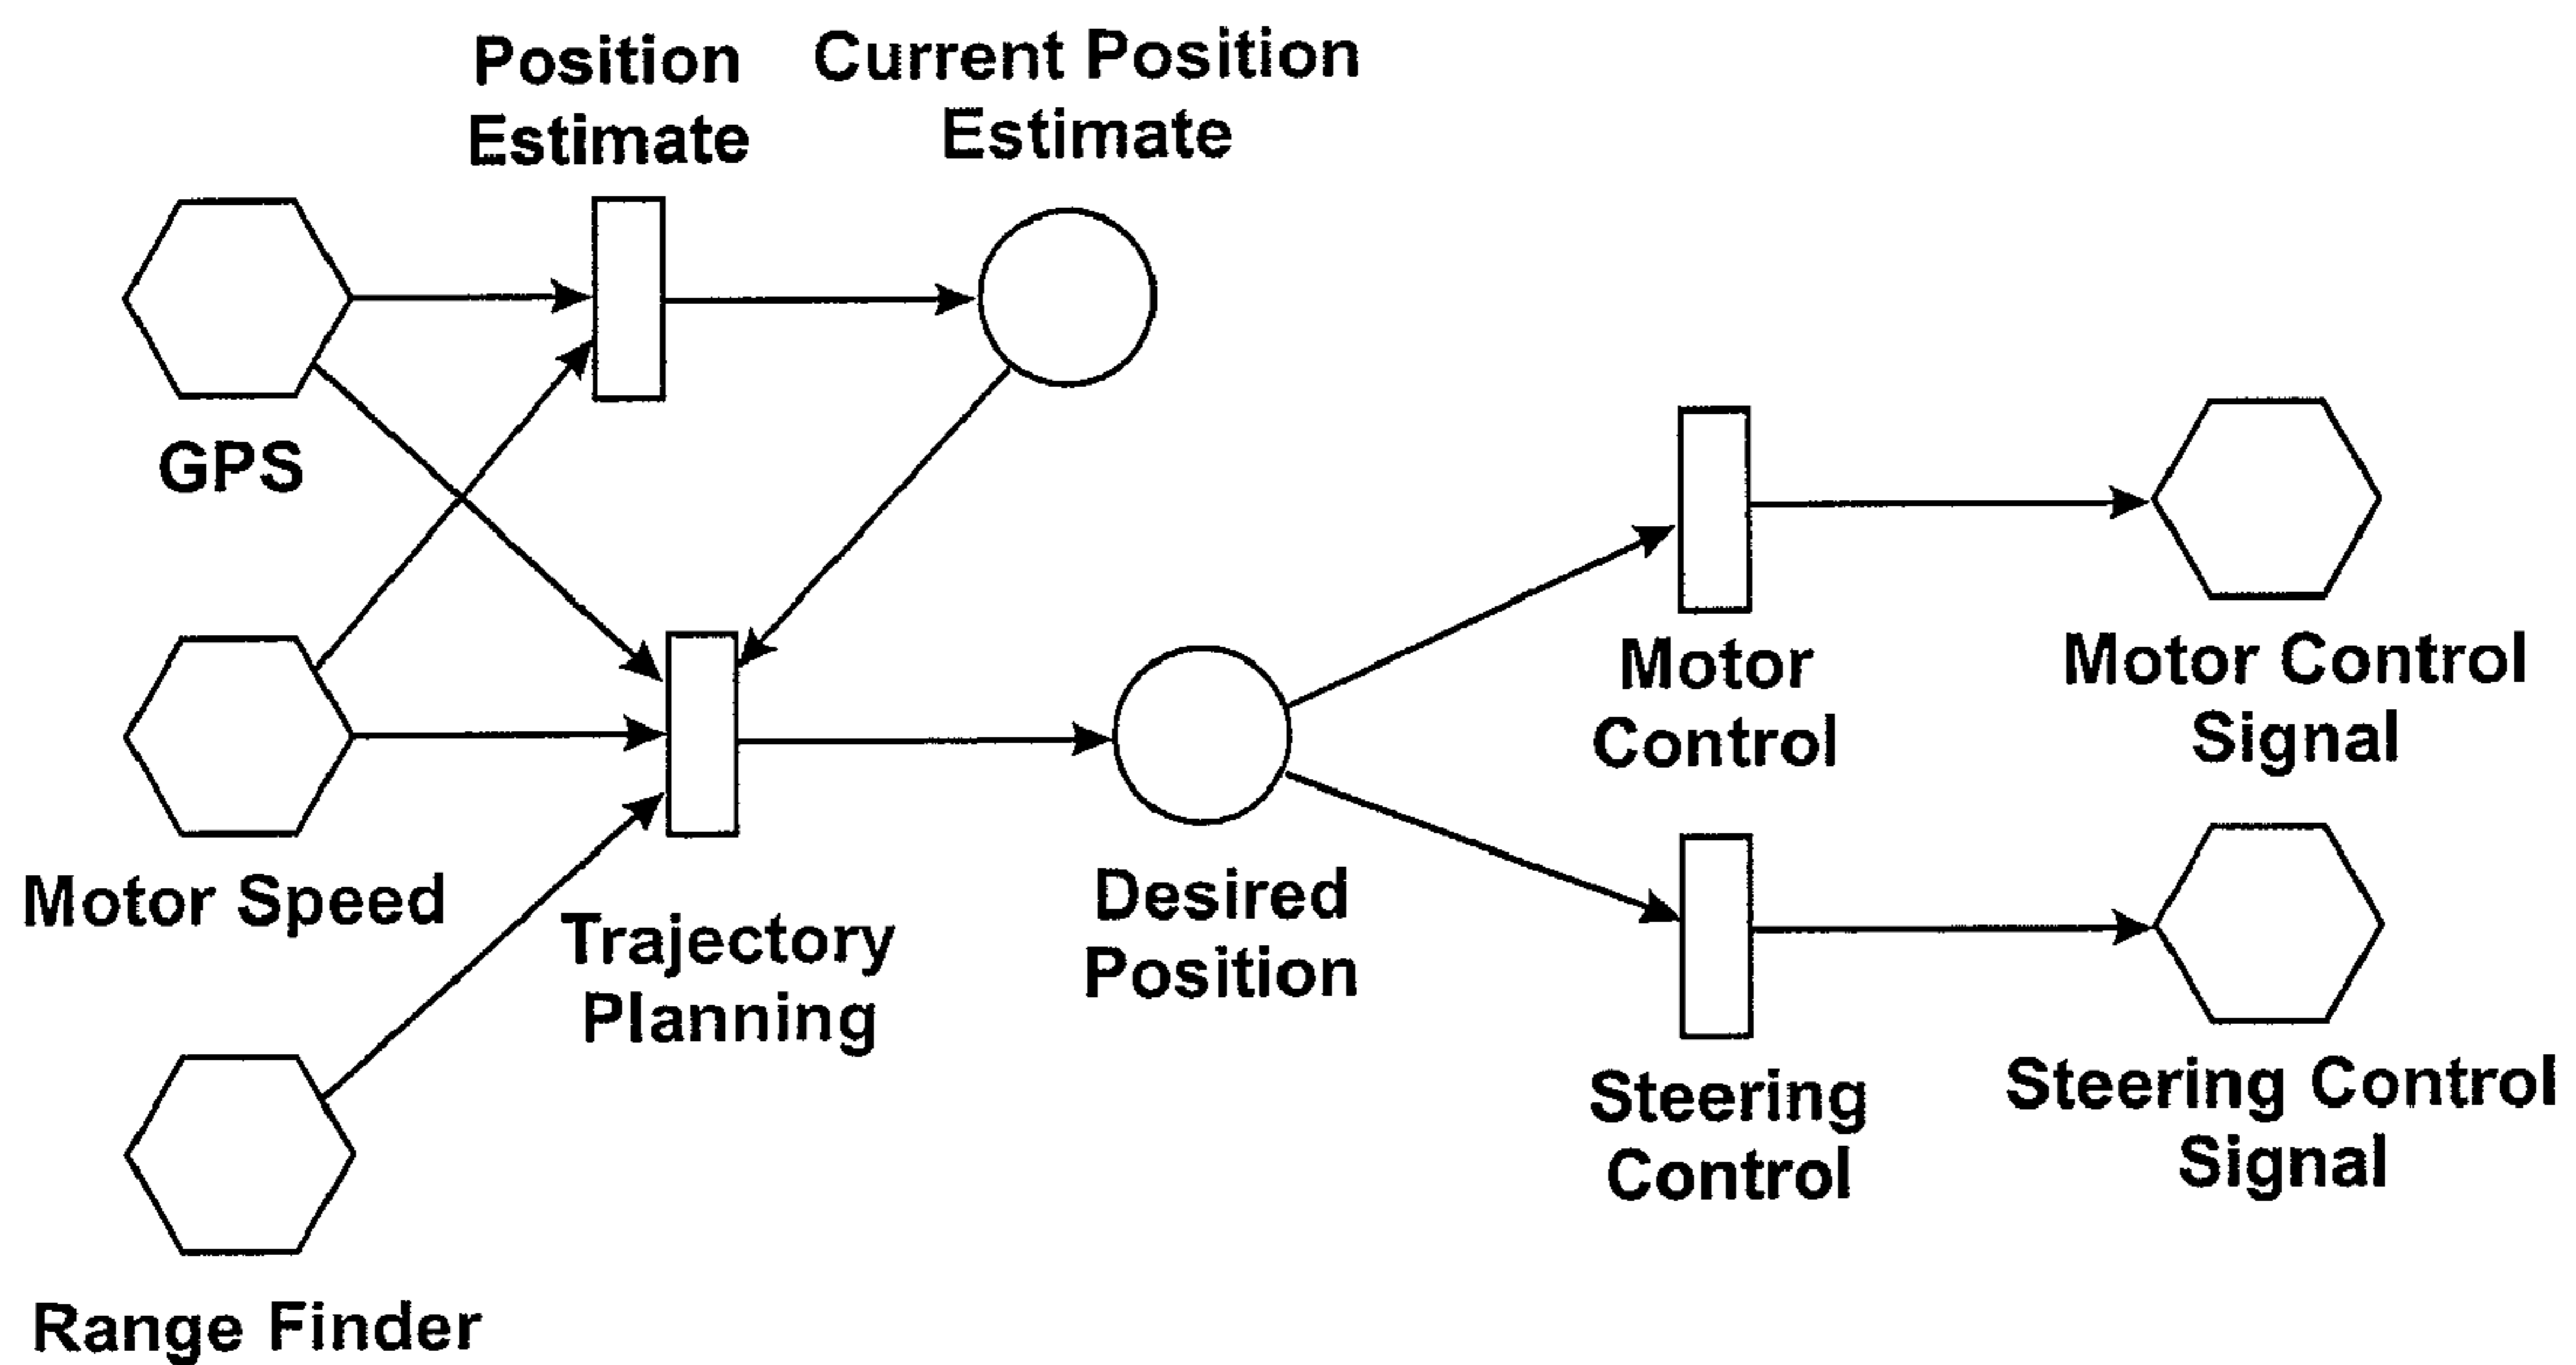 Position
Estimate
Current Position
Estimate
GPS
Motor Speed
Trajectory
Planning
Desired
Position
Motor
Control
Motor Control
Signal
Steering
Control
Steering Control
Signal
Range Finder